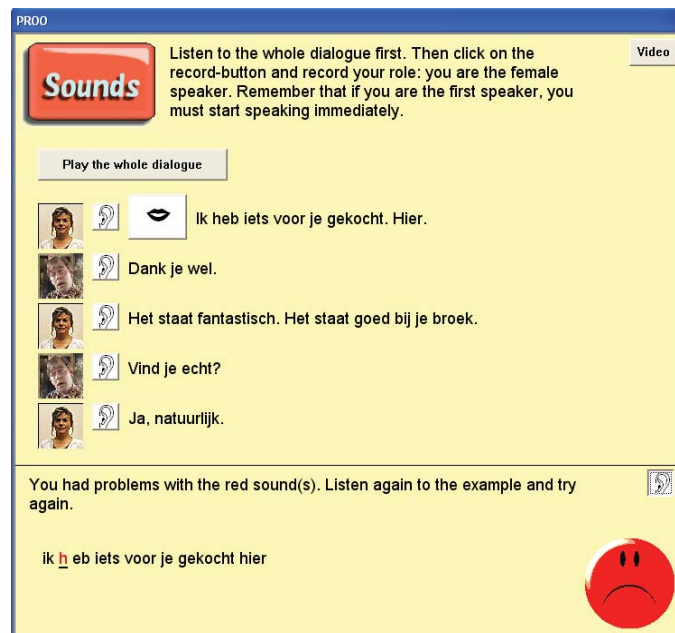 PROO
Sounds
Listen to the whole dialogue first. Then click on the
record-button and record your role: you are the female
speaker. Remember that if you are the first speaker, you
must start speaking immediately.
Video
Play the whole dialogue
Ik heb iets voor je gekocht. Hier.
Dank je wel.
Het staat fantastisch. Het staat goed bij je broek.
Vind je echt?
Ja, natuurlijk.
You had problems with the red sound(s). Listen again to the example and try
again.
ik h eb iets voor je gekocht hier